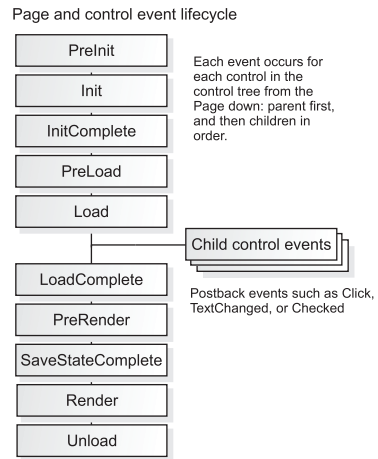 Page and control event lifecycle
PreInit
Each event occurs for
each control in the
control tree from the
Page down: parent first,
and then children in
order.
Init
InitComplete
PreLoad
Load
Child control events
Postback events such as Click,
TextChanged, or Checked
LoadComplete
PreRender
SaveStateComplete
Render
Unload